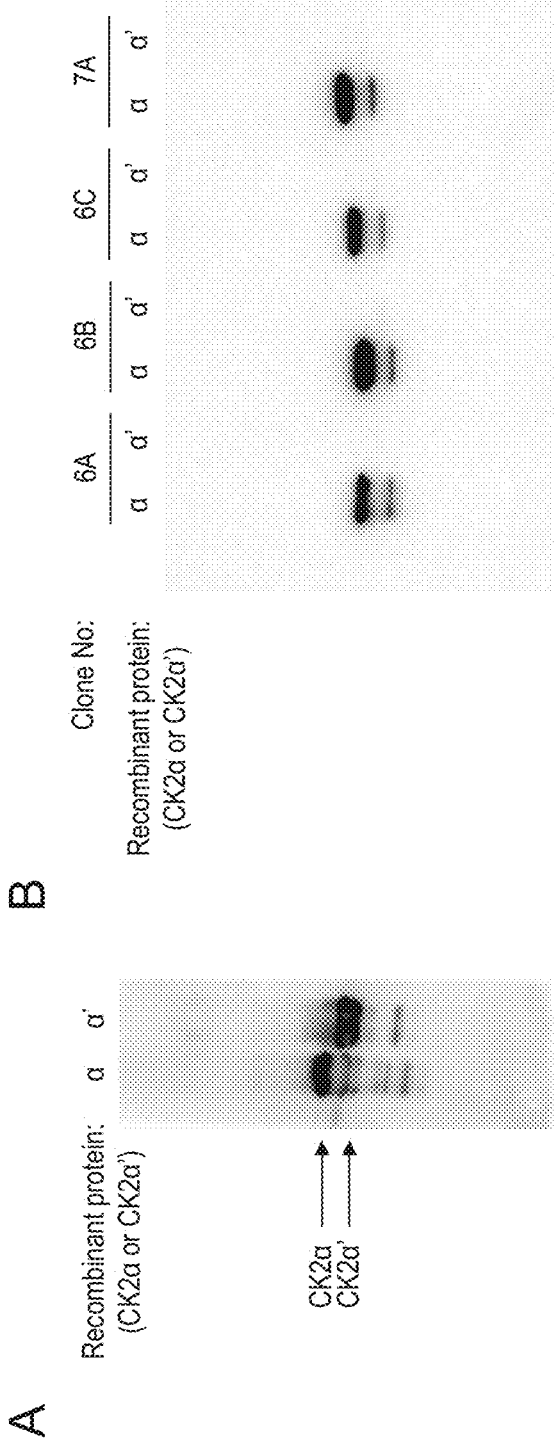 A
Recombinant protein:
(CK2α or CK2α')
α α'
CK2α
CK2α'
B
Clone No:
6A 6B 6C 7A
Recombinant protein:
(CK2α or CK2α')
α α' α α' α α' α α'